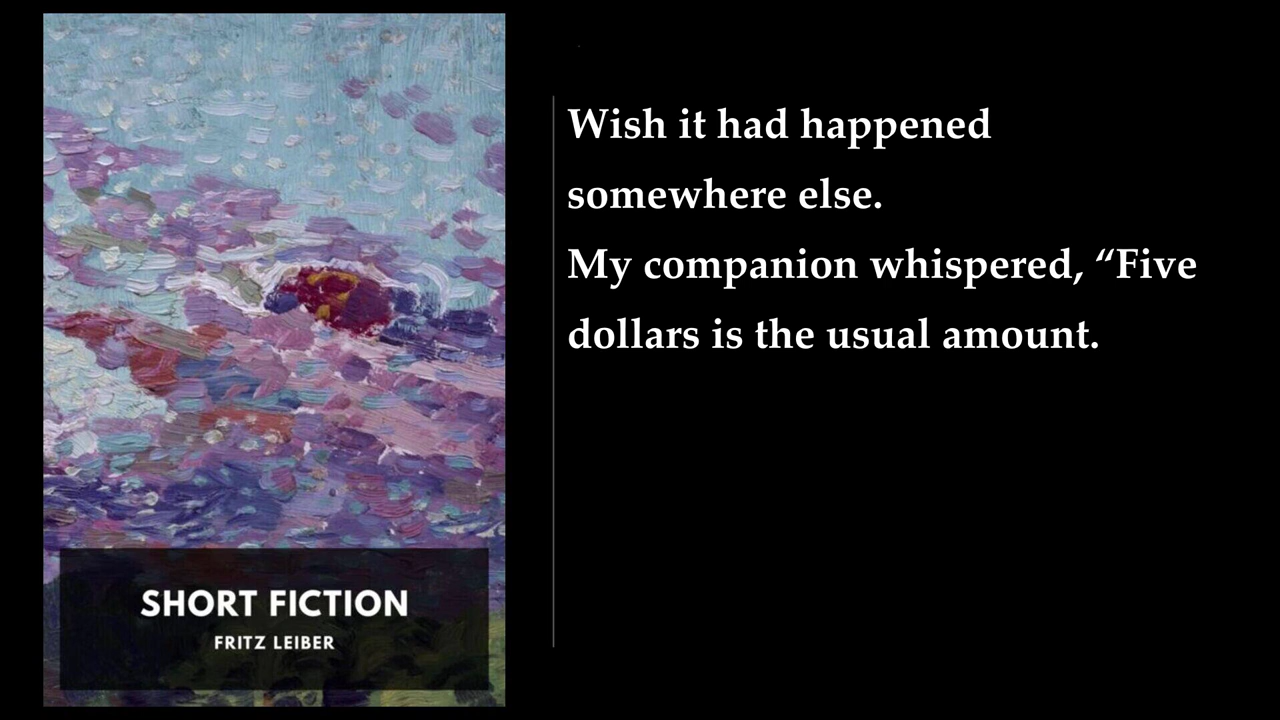 Wish it had happened
somewhere else.
My companion whispered, “Five
dollars is the usual amount.
SHORT FICTION
FRITZ LEIBER